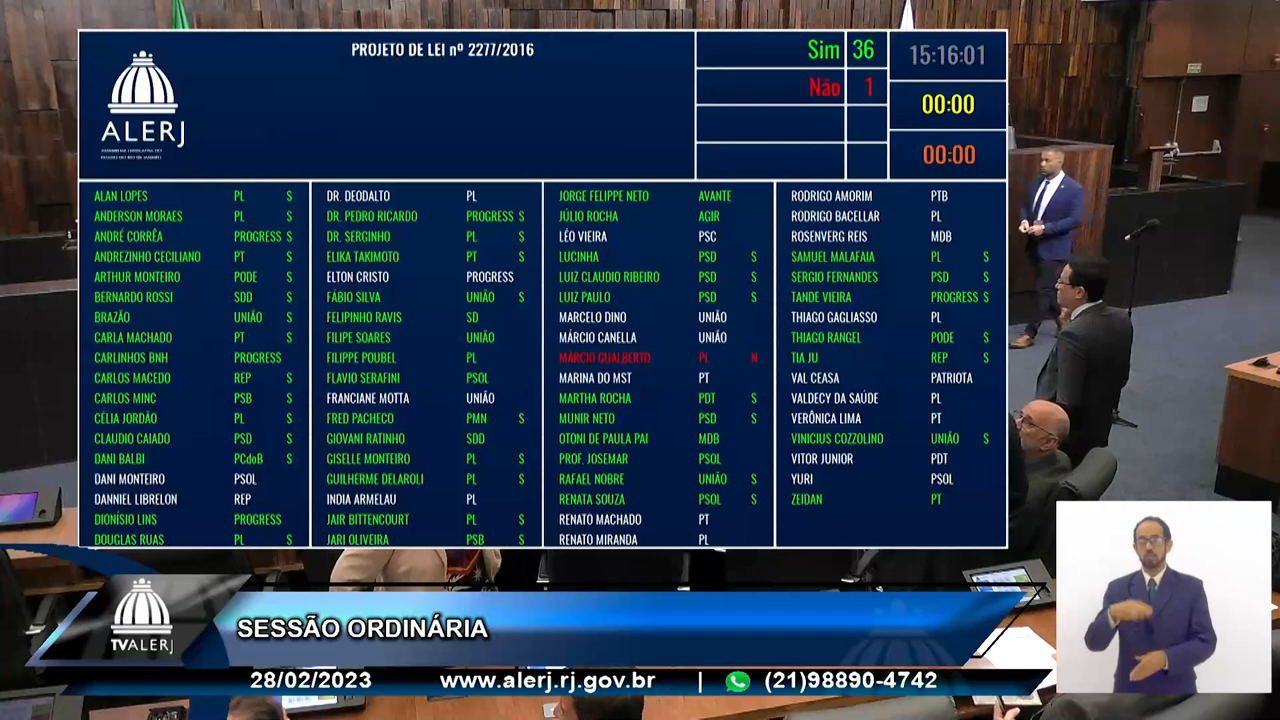 PROJETO DE LEI nº 2277/2016
Sim 36
Não 1
15:16:01
00:00
00:00
ALERJ
ALAN LOPES PL S
ANDERSON MORAES PL S
ANDRÉ CORRÊA PROGRESS S
ANDREZINHO CECILIANO PT S
ARTHUR MONTEIRO PODE S
BERNARDO ROSSI SDD S
BRAZÃO UNIÃO S
CARLA MACHADO PT S
CARLINHOS BNH PROGRESS
CARLOS MACEDO REP S
CARLOS MINC PSB S
CÉLIA JORDÃO PL S
CLAUDIO CAIADO PSD S
DANI BALBI PCdoB S
DANI MONTEIRO PSOL
DANNIEL LIBRELON REP
DIONÍSIO LINS PROGRESS
DOUGLAS RUAS PL S
DR. DEODALTO PL
DR. PEDRO RICARDO PROGRESS S
DR. SERGINHO PL S
ELIKA TAKIMOTO PT S
ELTON CRISTO PROGRESS
FÁBIO SILVA UNIÃO S
FELIPINHO RAVIS SD
FILIPE SOARES UNIÃO
FILIPPE POUBEL PL
FLAVIO SERAFINI PSOL
FRANCIANE MOTTA UNIÃO
FRED PACHECO PMN S
GIOVANI RATINHO SDD
GISELLE MONTEIRO PL S
GUILHERME DELAROLI PL S
INDIA ARMELAU PL
JAIR BITTENCOURT PL S
JARI OLIVEIRA PSB S
JORGE FELIPPE NETO AVANTE
JÚLIO ROCHA AGIR
LÉO VIEIRA PSC
LUCINHA PSD S
LUIZ CLAUDIO RIBEIRO PSD S
LUIZ PAULO PSD S
MARCELO DINO UNIÃO
MÁRCIO CANELLA UNIÃO
MÁRCIO GUALBERTO PL N
MARINA DO MST PT
MARTHA ROCHA PDT S
MUNIR NETO PSD S
OTONI DE PAULA PAI MDB
PROF. JOSEMAR PSOL
RAFAEL NOBRE UNIÃO S
RENATA SOUZA PSOL S
RENATO MACHADO PT
RENATO MIRANDA PL
RODRIGO AMORIM PTB
RODRIGO BACELLAR PL
ROSENVERG REIS MDB
SAMUEL MALAFAIA PL S
SERGIO FERNANDES PSD S
TANDE VIEIRA PROGRESS S
THIAGO GAGLIASSO PL
THIAGO RANGEL PODE S
TIA JU REP S
VAL CEASA PATRIOTA
VALDECY DA SAÚDE PL
VERÔNICA LIMA PT
VINICIUS COZZOLINO UNIÃO S
VITOR JUNIOR PDT
YURI PSOL
ZEIDAN PT
TVALERJ
SESSÃO ORDINÁRIA
28/02/2023 www.alerj.rj.gov.br | (21)98890-4742